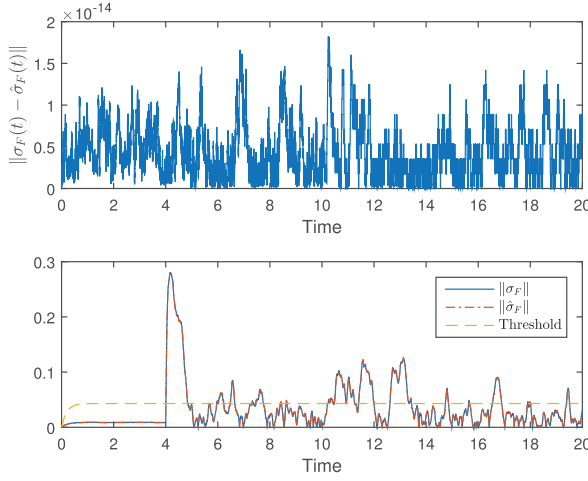 ×10⁻¹⁴
2
1.5
1
0.5
0
‖σ_F(t) − σ̂_F(t)‖
0 2 4 6 8 10 12 14 16 18 20
Time
0.3
0.2
0.1
0
‖σ_F‖
‖σ̂_F‖
Threshold
0 2 4 6 8 10 12 14 16 18 20
Time